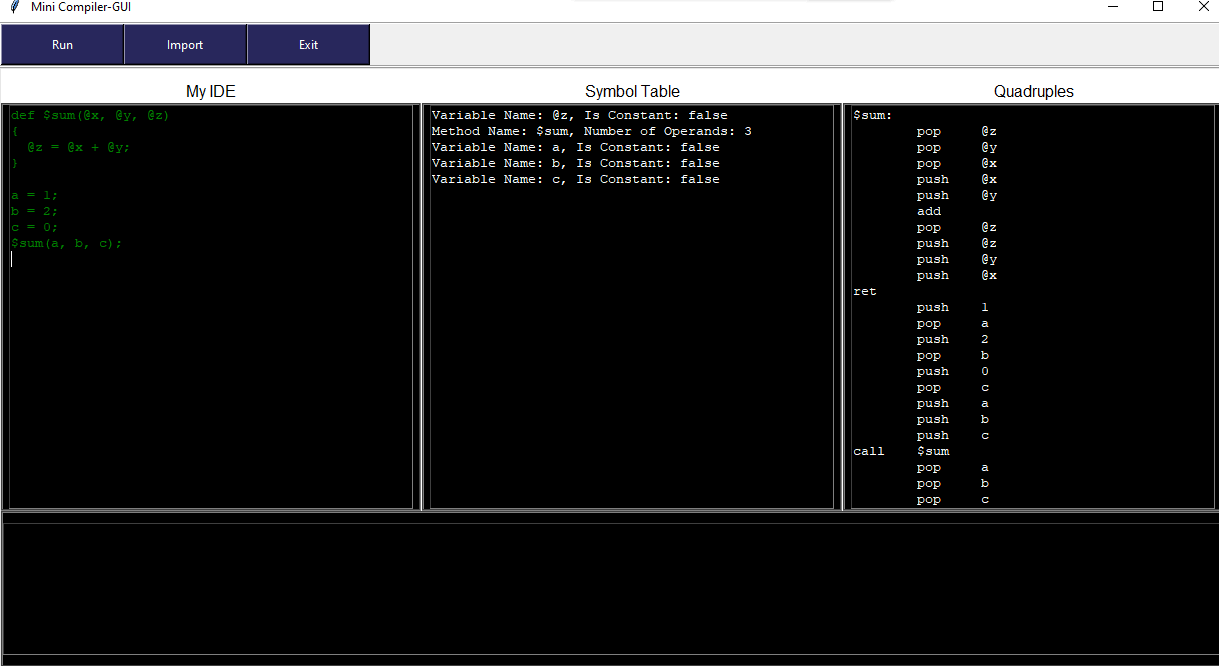 Mini Compiler-GUI
Run Import Exit
My IDE
def $sum(@x, @y, @z)
{
  @z = @x + @y;
}
a = 1;
b = 2;
c = 0;
$sum(a, b, c);
Symbol Table
Variable Name: @z, Is Constant: false
Method Name: $sum, Number of Operands: 3
Variable Name: a, Is Constant: false
Variable Name: b, Is Constant: false
Variable Name: c, Is Constant: false
Quadruples
$sum:
pop @z
pop @y
pop @x
push @x
push @y
add
pop @z
push @z
push @y
push @x
ret
push 1
pop a
push 2
pop b
push 0
pop c
push a
push b
push c
call $sum
pop a
pop b
pop c